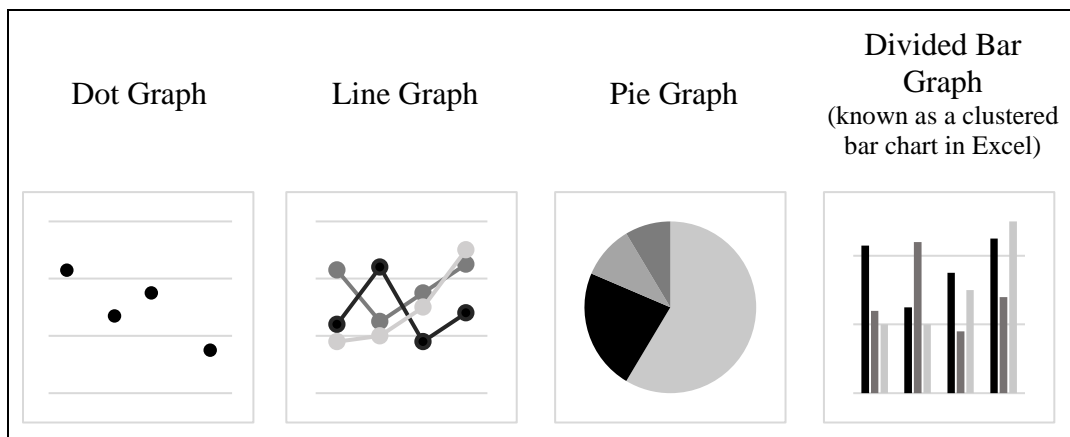 Dot Graph
Line Graph
Pie Graph
Divided Bar
Graph
(known as a clustered
bar chart in Excel)